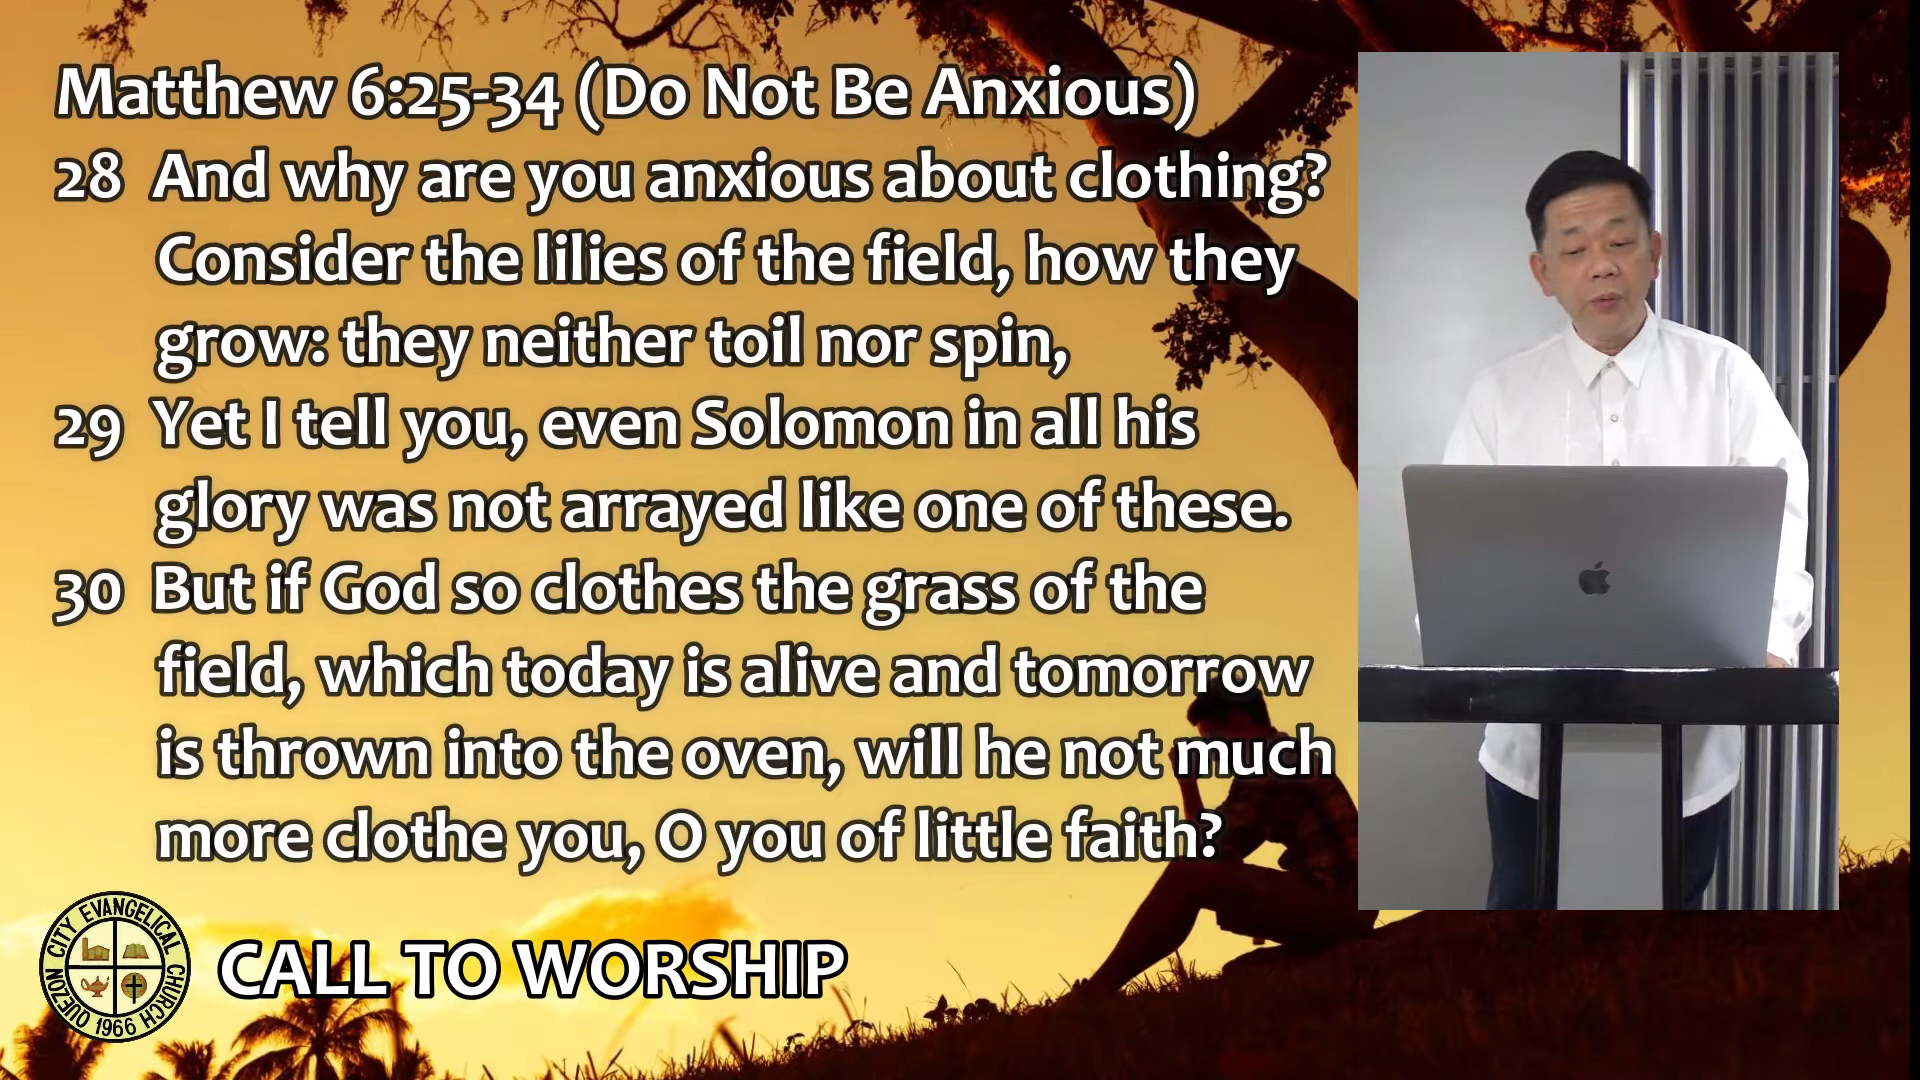 Matthew 6:25-34 (Do Not Be Anxious)
28 And why are you anxious about clothing?
Consider the lilies of the field, how they
grow: they neither toil nor spin,
29 Yet I tell you, even Solomon in all his
glory was not arrayed like one of these.
30 But if God so clothes the grass of the
field, which today is alive and tomorrow
is thrown into the oven, will he not much
more clothe you, O you of little faith?
QUEZON CITY EVANGELICAL CHURCH
1966
CALL TO WORSHIP